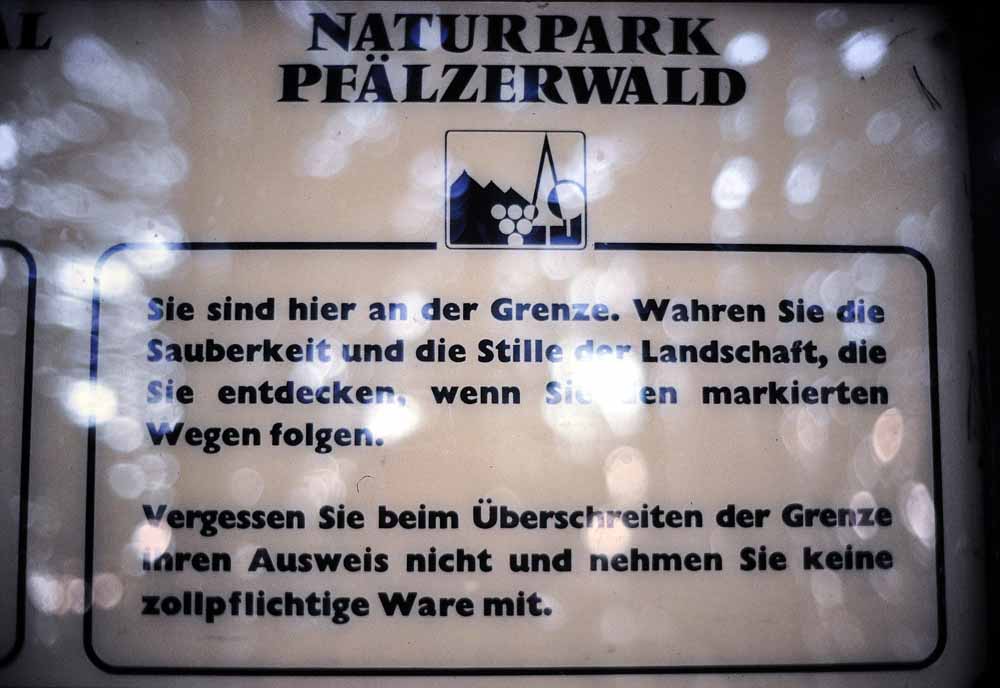 AL
NATURPARK
PFÄLZERWALD
Sie sind hier an der Grenze. Wahren Sie die
Sauberkeit und die Stille der Landschaft, die
Sie entdecken, wenn Sie den markierten
Wegen folgen.
Vergessen Sie beim Überschreiten der Grenze
ihren Ausweis nicht und nehmen Sie keine
zollpflichtige Ware mit.